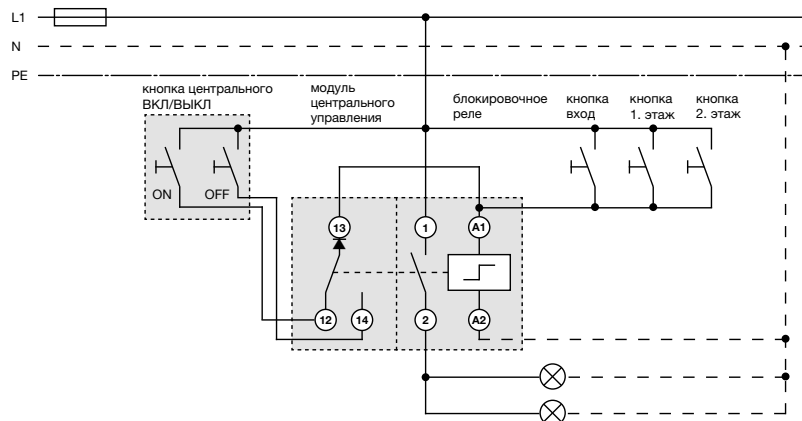 L1
N
PE
кнопка центрального
ВКЛ/ВЫКЛ
модуль
центрального
управления
блокировочное
реле
кнопка
вход
кнопка
1. этаж
кнопка
2. этаж
ON
OFF
13
1
A1
12
14
2
A2